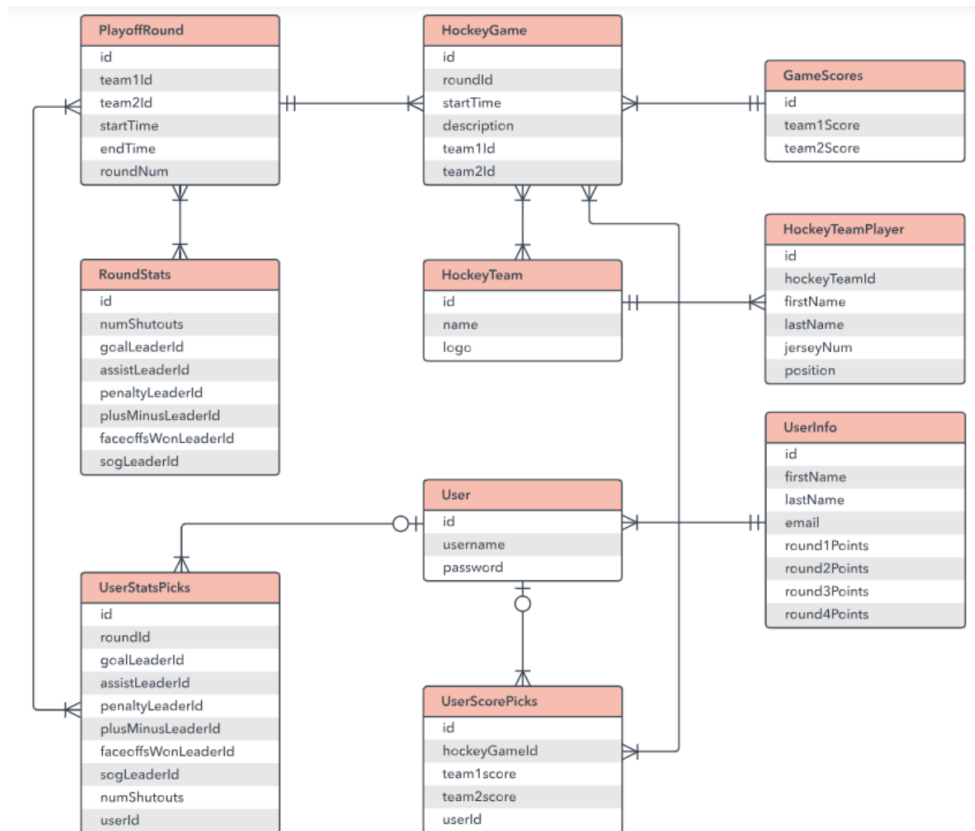 PlayoffRound
id
team1Id
team2Id
startTime
endTime
roundNum
HockeyGame
id
roundId
startTime
description
team1Id
team2Id
GameScores
id
team1Score
team2Score
RoundStats
id
numShutouts
goalLeaderId
assistLeaderId
penaltyLeaderId
plusMinusLeaderId
faceoffsWonLeaderId
sogLeaderId
HockeyTeam
id
name
logo
HockeyTeamPlayer
id
hockeyTeamId
firstName
lastName
jerseyNum
position
UserInfo
id
firstName
lastName
email
round1Points
round2Points
round3Points
round4Points
User
id
username
password
UserStatsPicks
id
roundId
goalLeaderId
assistLeaderId
penaltyLeaderId
plusMinusLeaderId
faceoffsWonLeaderId
sogLeaderId
numShutouts
userId
UserScorePicks
id
hockeyGameId
team1score
team2score
userId